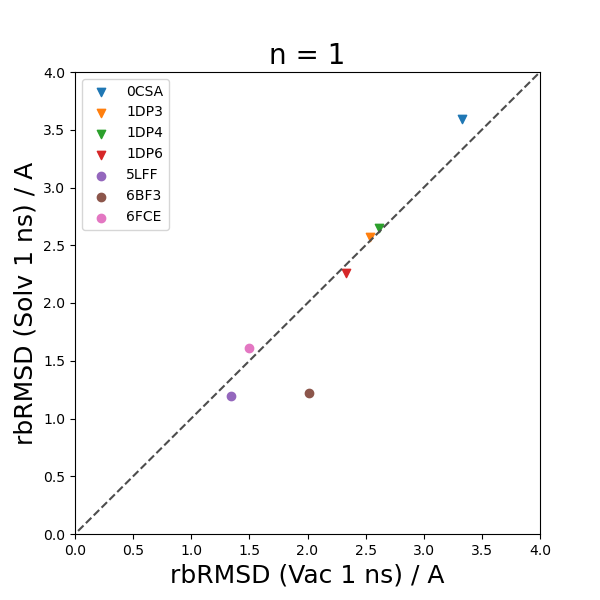 n = 1
4.0
3.5
3.0
2.5
2.0
1.5
1.0
0.5
0.0
rbRMSD (Solv 1 ns) / A
0CSA
1DP3
1DP4
1DP6
5LFF
6BF3
6FCE
0.0 0.5 1.0 1.5 2.0 2.5 3.0 3.5 4.0
rbRMSD (Vac 1 ns) / A